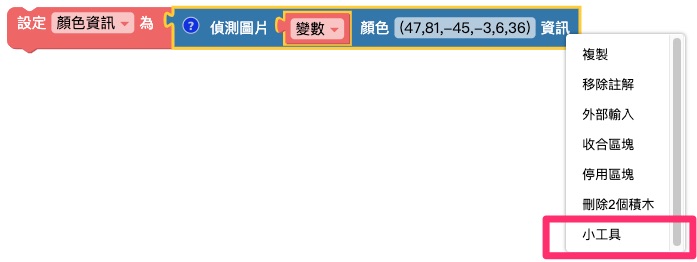 設定 顏色資訊 為 ? 偵測圖片 變數 顏色 (47,81,−45,−3,6,36) 資訊
複製
移除註解
外部輸入
收合區塊
停用區塊
刪除2個積木
小工具